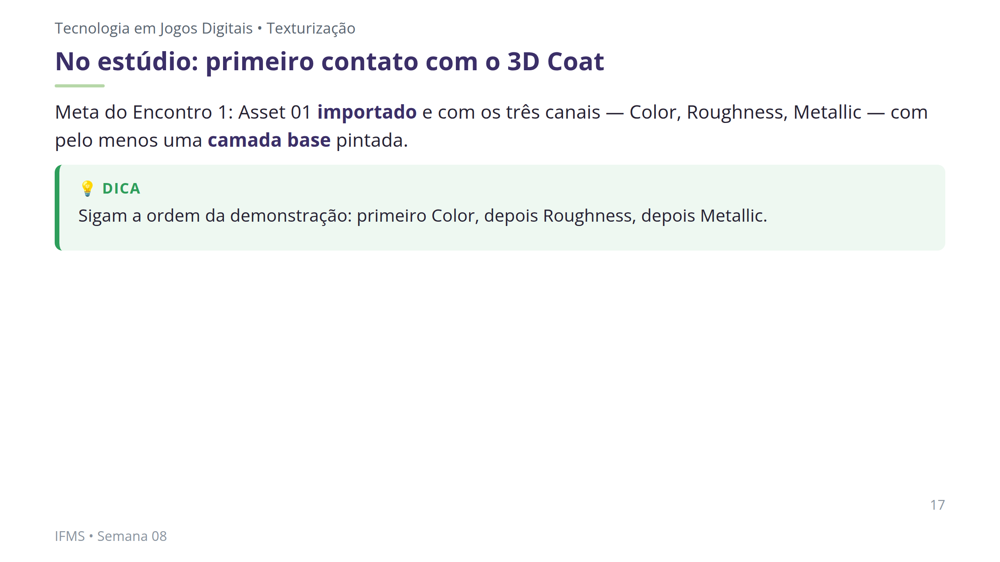 Tecnologia em Jogos Digitais • Texturização
No estúdio: primeiro contato com o 3D Coat
Meta do Encontro 1: Asset 01 importado e com os três canais — Color, Roughness, Metallic — com
pelo menos uma camada base pintada.
💡 DICA
Sigam a ordem da demonstração: primeiro Color, depois Roughness, depois Metallic.
17
IFMS • Semana 08